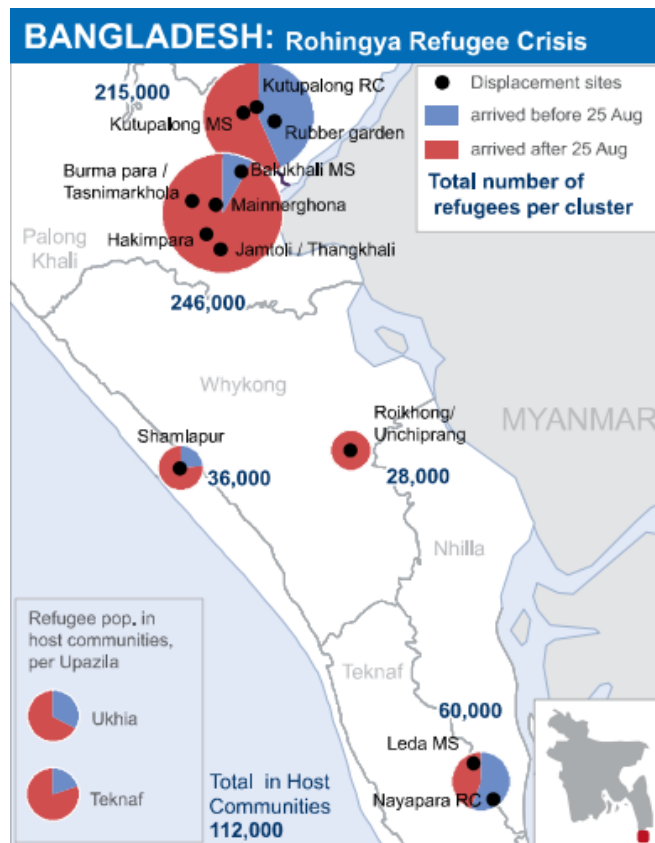 BANGLADESH: Rohingya Refugee Crisis
Displacement sites
arrived before 25 Aug
arrived after 25 Aug
Total number of
refugees per cluster
215,000
Kutupalong RC
Kutupalong MS
Rubber garden
Burma para /
Tasnimarkhola
Balukhali MS
Mainnerghona
Hakimpara
Jamtoli / Thangkhali
Palong
Khali
246,000
Whykong
Roikhong/
Unchiprang
MYANMAR
Shamlapur
36,000
28,000
Nhilla
Refugee pop. in
host communities,
per Upazila
Ukhia
Teknaf
Teknaf
60,000
Leda MS
Nayapara RC
Total in Host
Communities
112,000